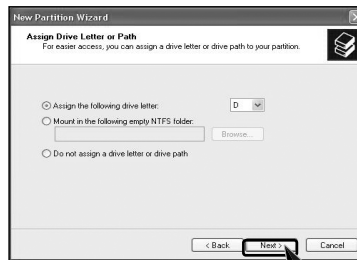 New Partition Wizard
Assign Drive Letter or Path
For easier access, you can assign a drive letter or drive path to your partition.
Assign the following drive letter: D
Mount in the following empty NTFS folder:
Browse...
Do not assign a drive letter or drive path
< Back Next > Cancel